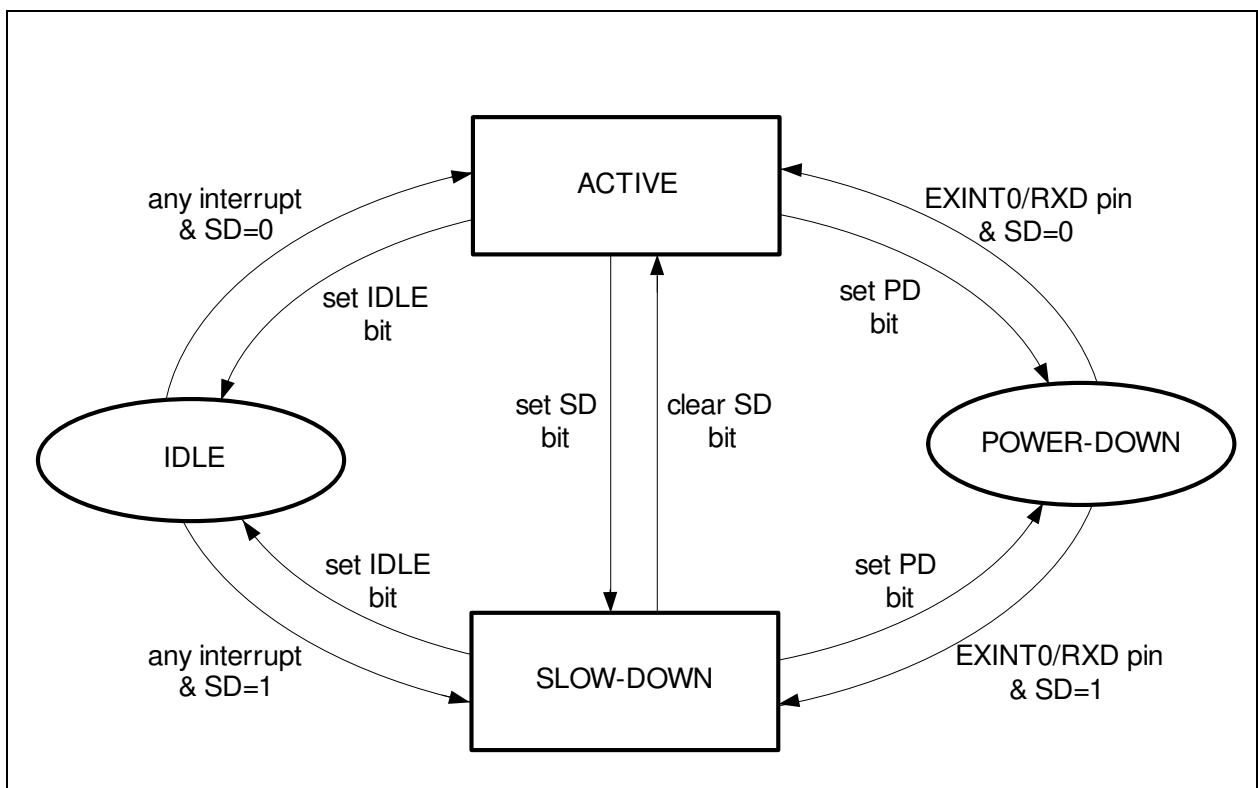 ACTIVE
any interrupt
& SD=0
EXINT0/RXD pin
& SD=0
set IDLE
bit
set PD
bit
set SD
bit
clear SD
bit
IDLE
POWER-DOWN
set IDLE
bit
set PD
bit
any interrupt
& SD=1
SLOW-DOWN
EXINT0/RXD pin
& SD=1